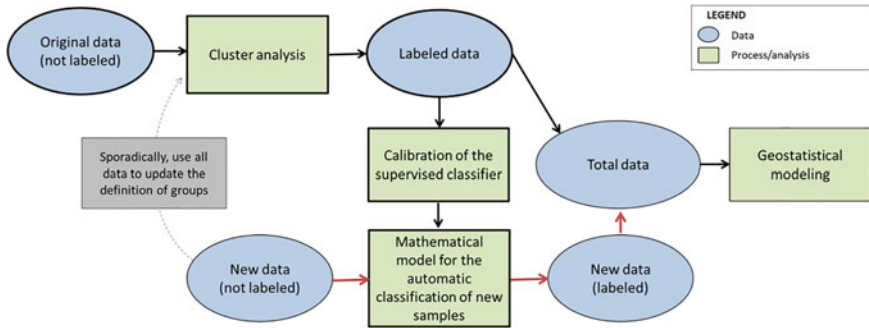 LEGEND
Data
Process/analysis
Original data
(not labeled)
Cluster analysis
Labeled data
Sporadically, use all
data to update the
definition of groups
Calibration of the
supervised classifier
Total data
Geostatistical
modeling
New data
(not labeled)
Mathematical
model for the
automatic
classification of new
samples
New data
(labeled)